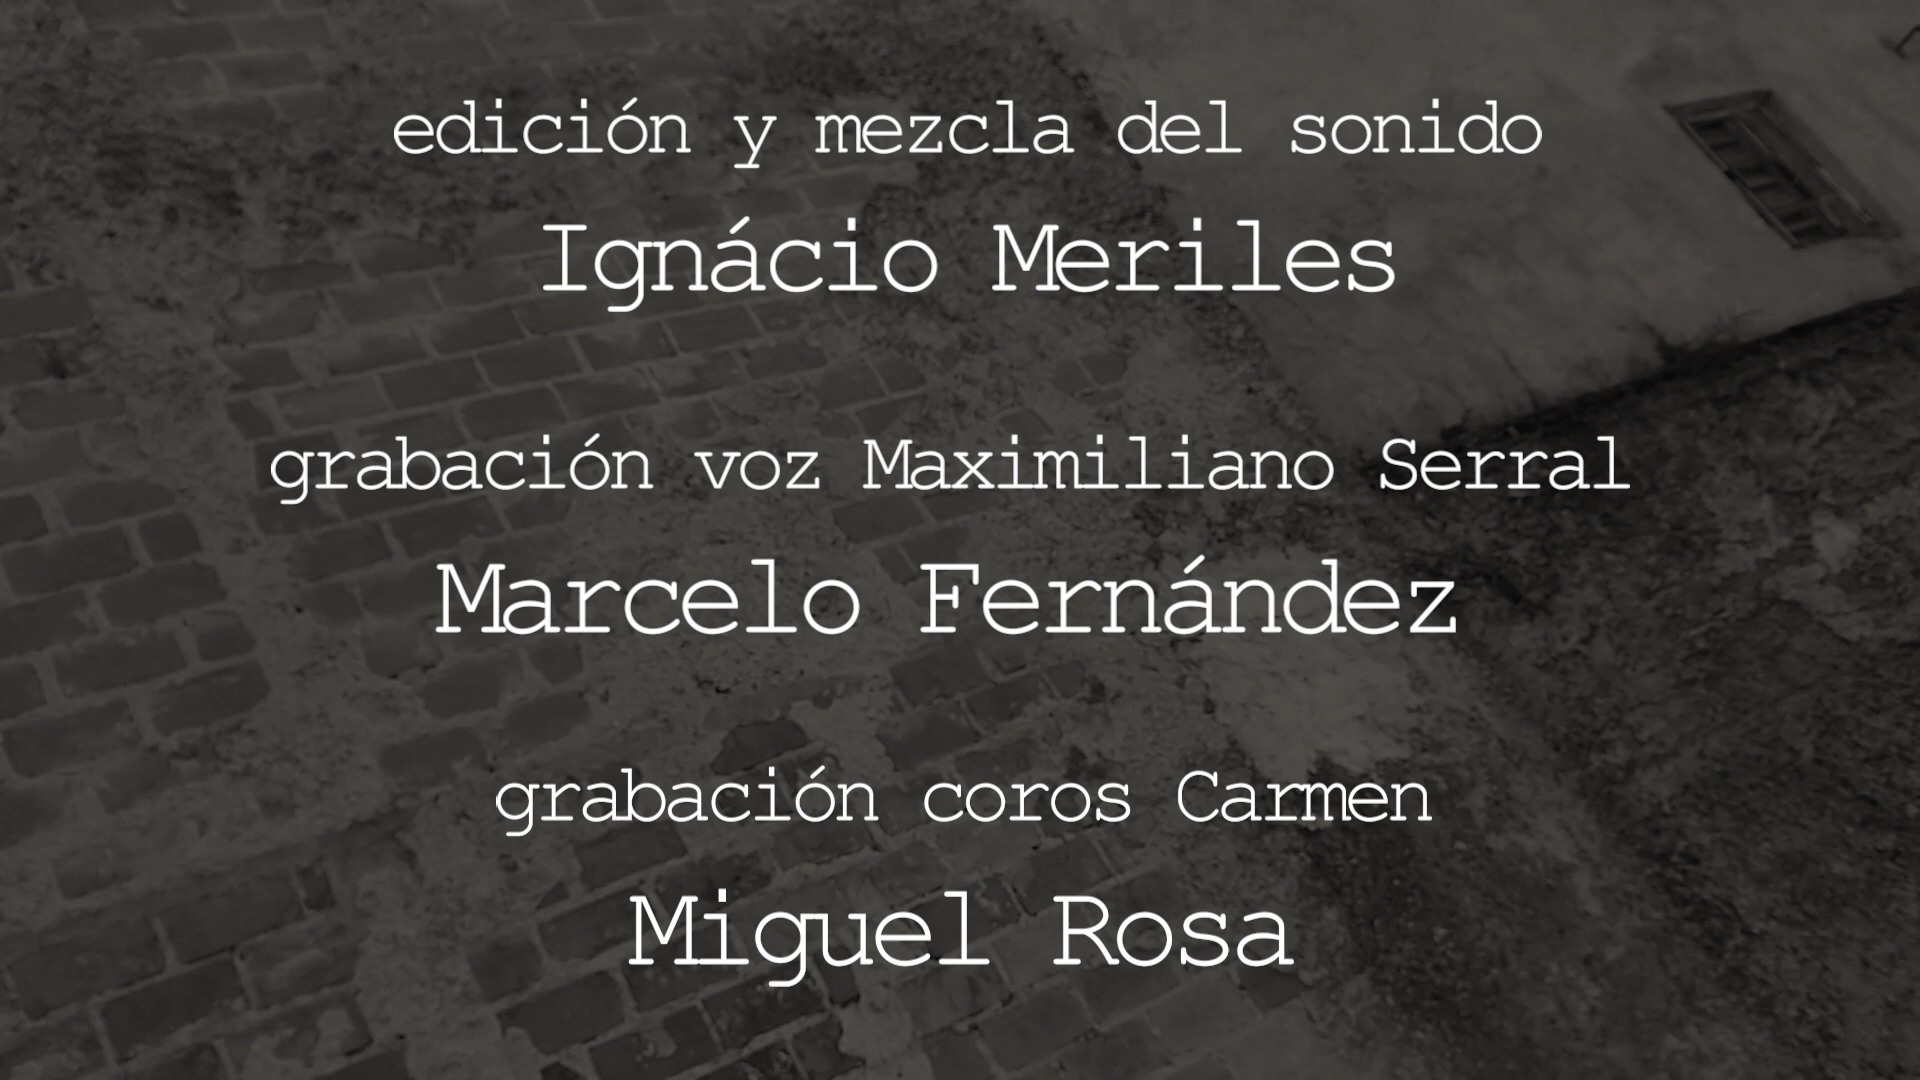 edición y mezcla del sonido
Ignácio Meriles
grabación voz Maximiliano Serral
Marcelo Fernández
grabación coros Carmen
Miguel Rosa